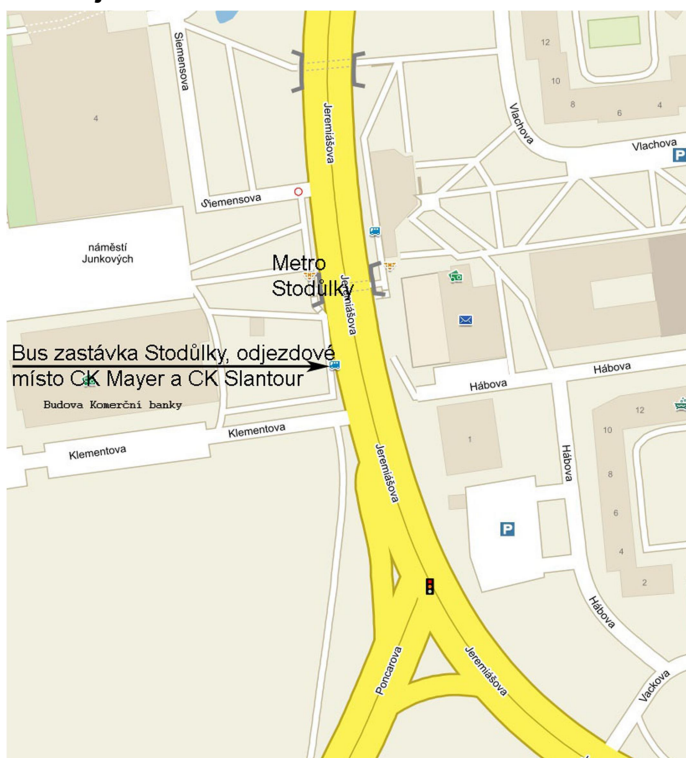 Siemensova
4
Jeremiášova
12
10
8
6
4
Vlachova
Vlachova
P
Siemensova
náměstí
Junkových
Metro
Stodůlky
Jeremiášova
Bus zastávka Stodůlky, odjezdové
místo CK Mayer a CK Slantour
Budova Komerční banky
Hábova
Hábova
Klementova
Klementova
Jeremiášova
1
12
10
8
6
4
2
Hábova
P
Hábova
Poncarova
Jeremiášova
Vackova